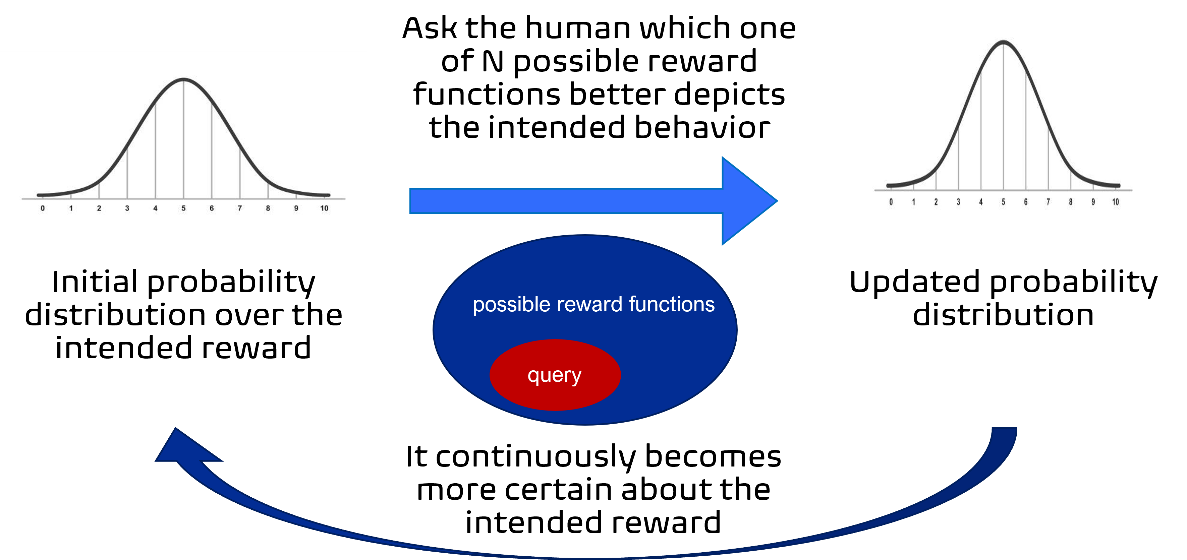 Ask the human which one
of N possible reward
functions better depicts
the intended behavior
0 1 2 3 4 5 6 7 8 9 10
0 1 2 3 4 5 6 7 8 9 10
Initial probability
distribution over the
intended reward
possible reward functions
query
Updated probability
distribution
It continuously becomes
more certain about the
intended reward